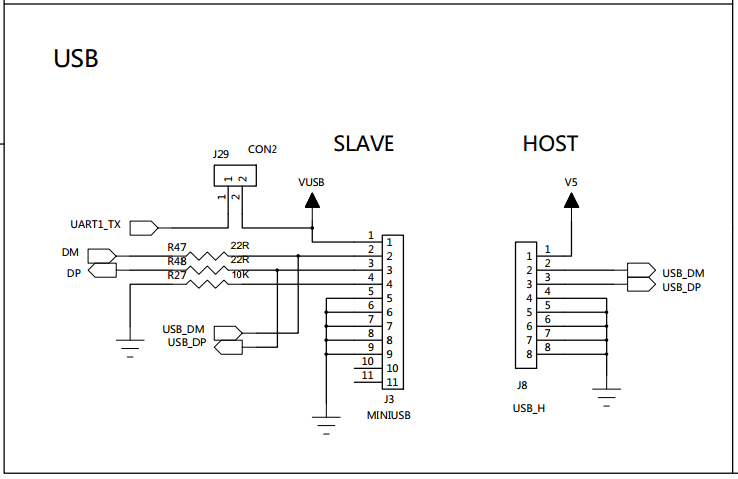 USB
SLAVE
HOST
J29
CON2
1 2
1 2
VUSB
V5
UART1_TX
DM
DP
R47
22R
R48
22R
R27
10K
USB_DM
USB_DP
1 1
2 2
3 3
4 4
5 5
6 6
7 7
8 8
9 9
10 10
11 11
J3
MINIUSB
1 1
2 2
3 3
4 4
5 5
6 6
7 7
8 8
USB_DM
USB_DP
J8
USB_H